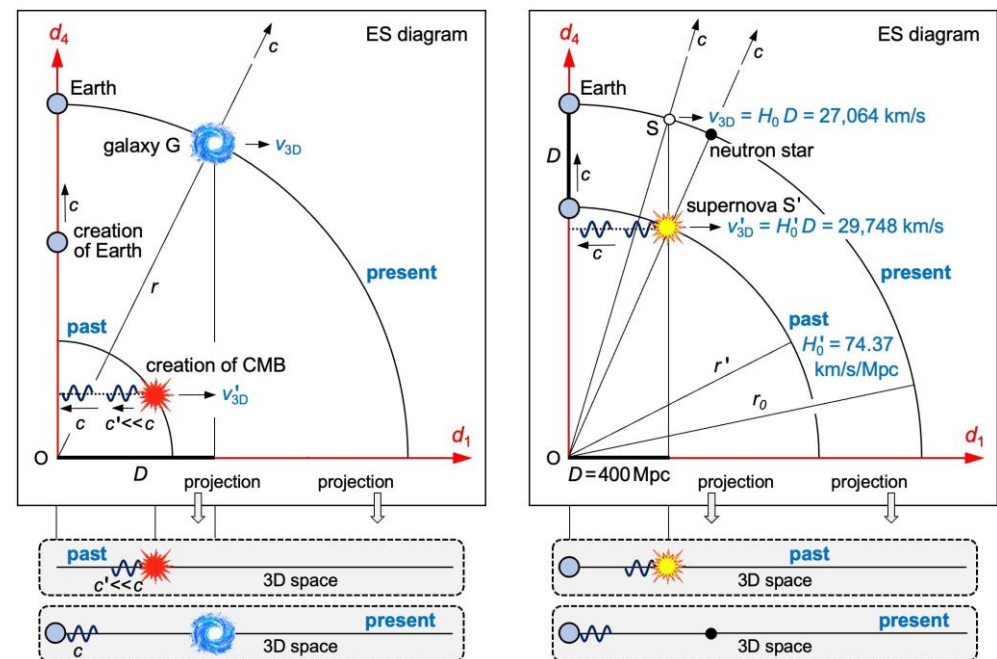 d4
ES diagram
c
Earth
galaxy G
v3D
c
creation
of Earth
r
present
past
creation of CMB
v'3D
c
c'<<c
O
D
d1
projection
projection
past
c'<<c
3D space
present
c
3D space
d4
ES diagram
c
c
Earth
v3D = H0 D = 27,064 km/s
S
neutron star
D
c
supernova S'
v'3D = H'0 D = 29,748 km/s
c
present
past
H'0 = 74.37
km/s/Mpc
r'
r0
O
d1
D = 400 Mpc
projection
projection
past
3D space
present
3D space